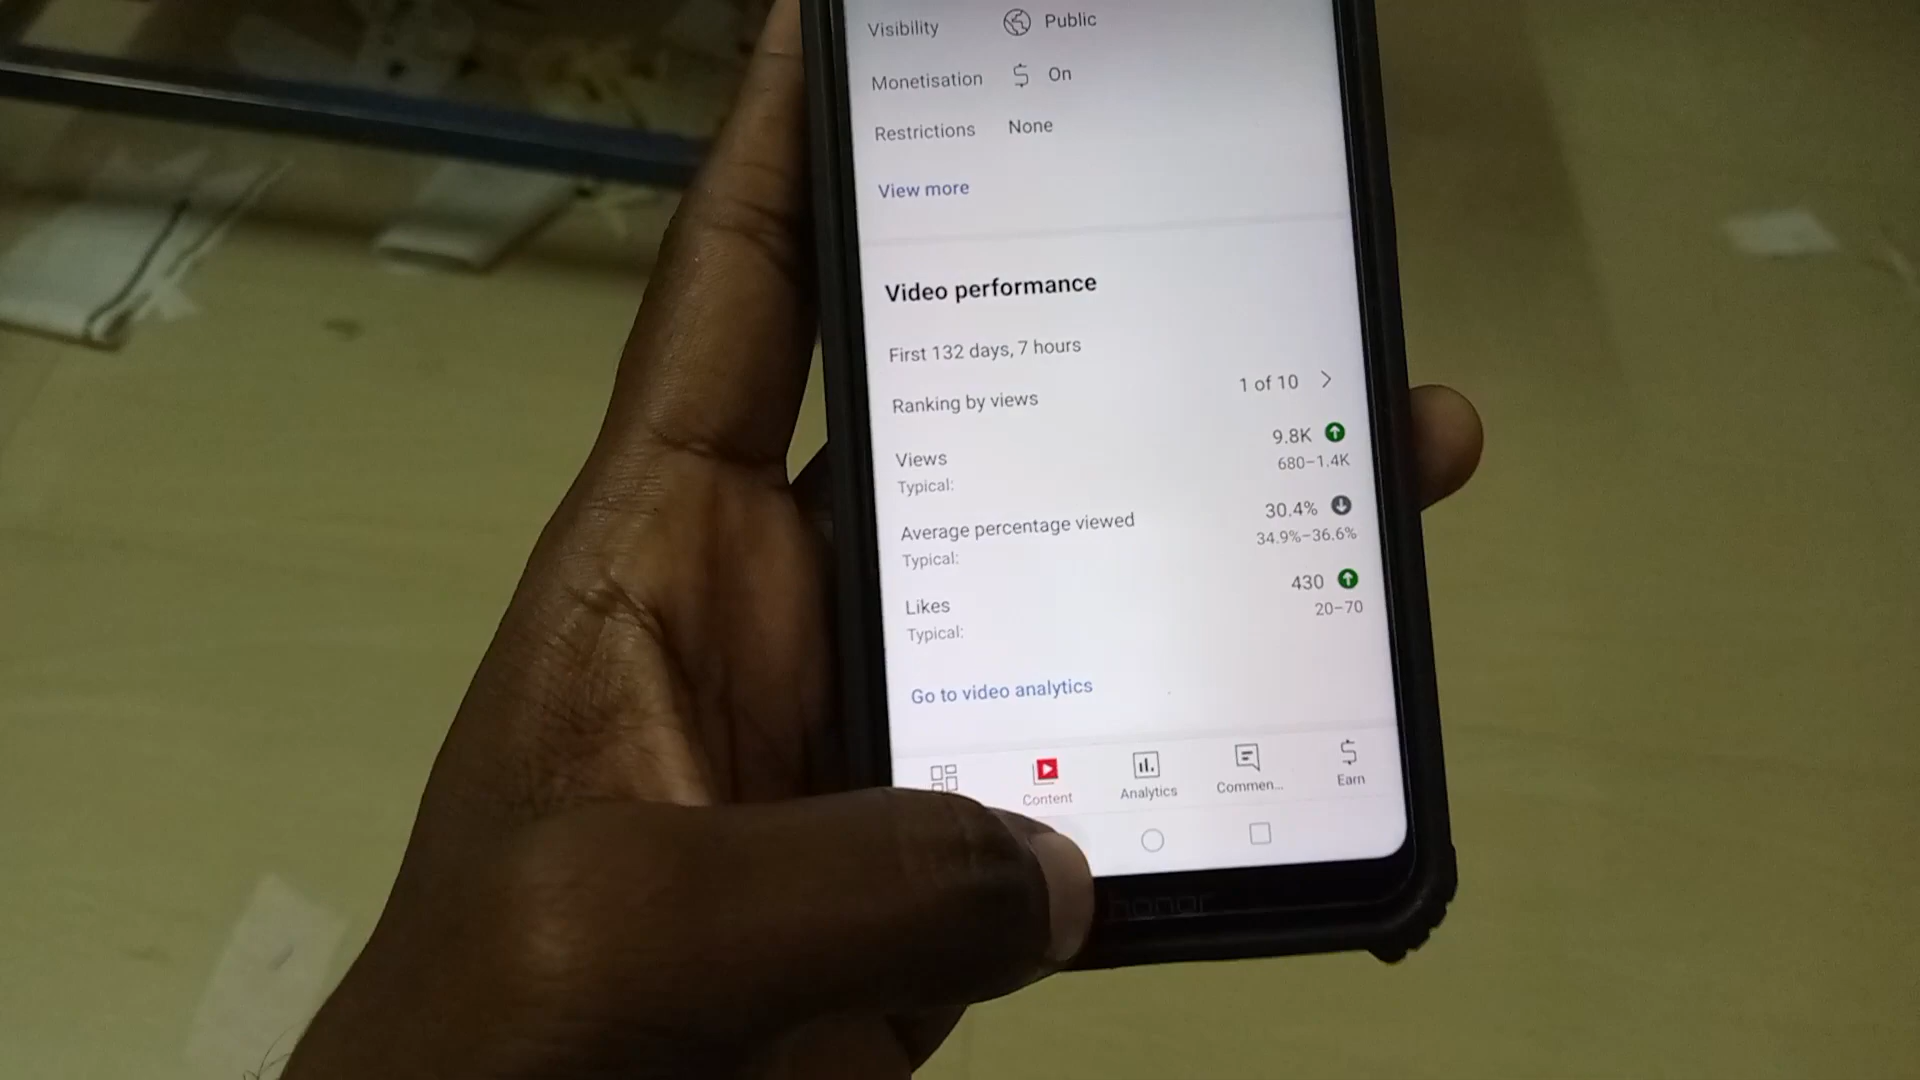 Visibility Public
Monetisation On
Restrictions None
View more
Video performance
First 132 days, 7 hours
Ranking by views 1 of 10
Views 9.8K
Typical: 680–1.4K
Average percentage viewed 30.4%
Typical: 34.9%–36.6%
Likes 430
Typical: 20–70
Go to video analytics
Content Analytics Commen... Earn
honor